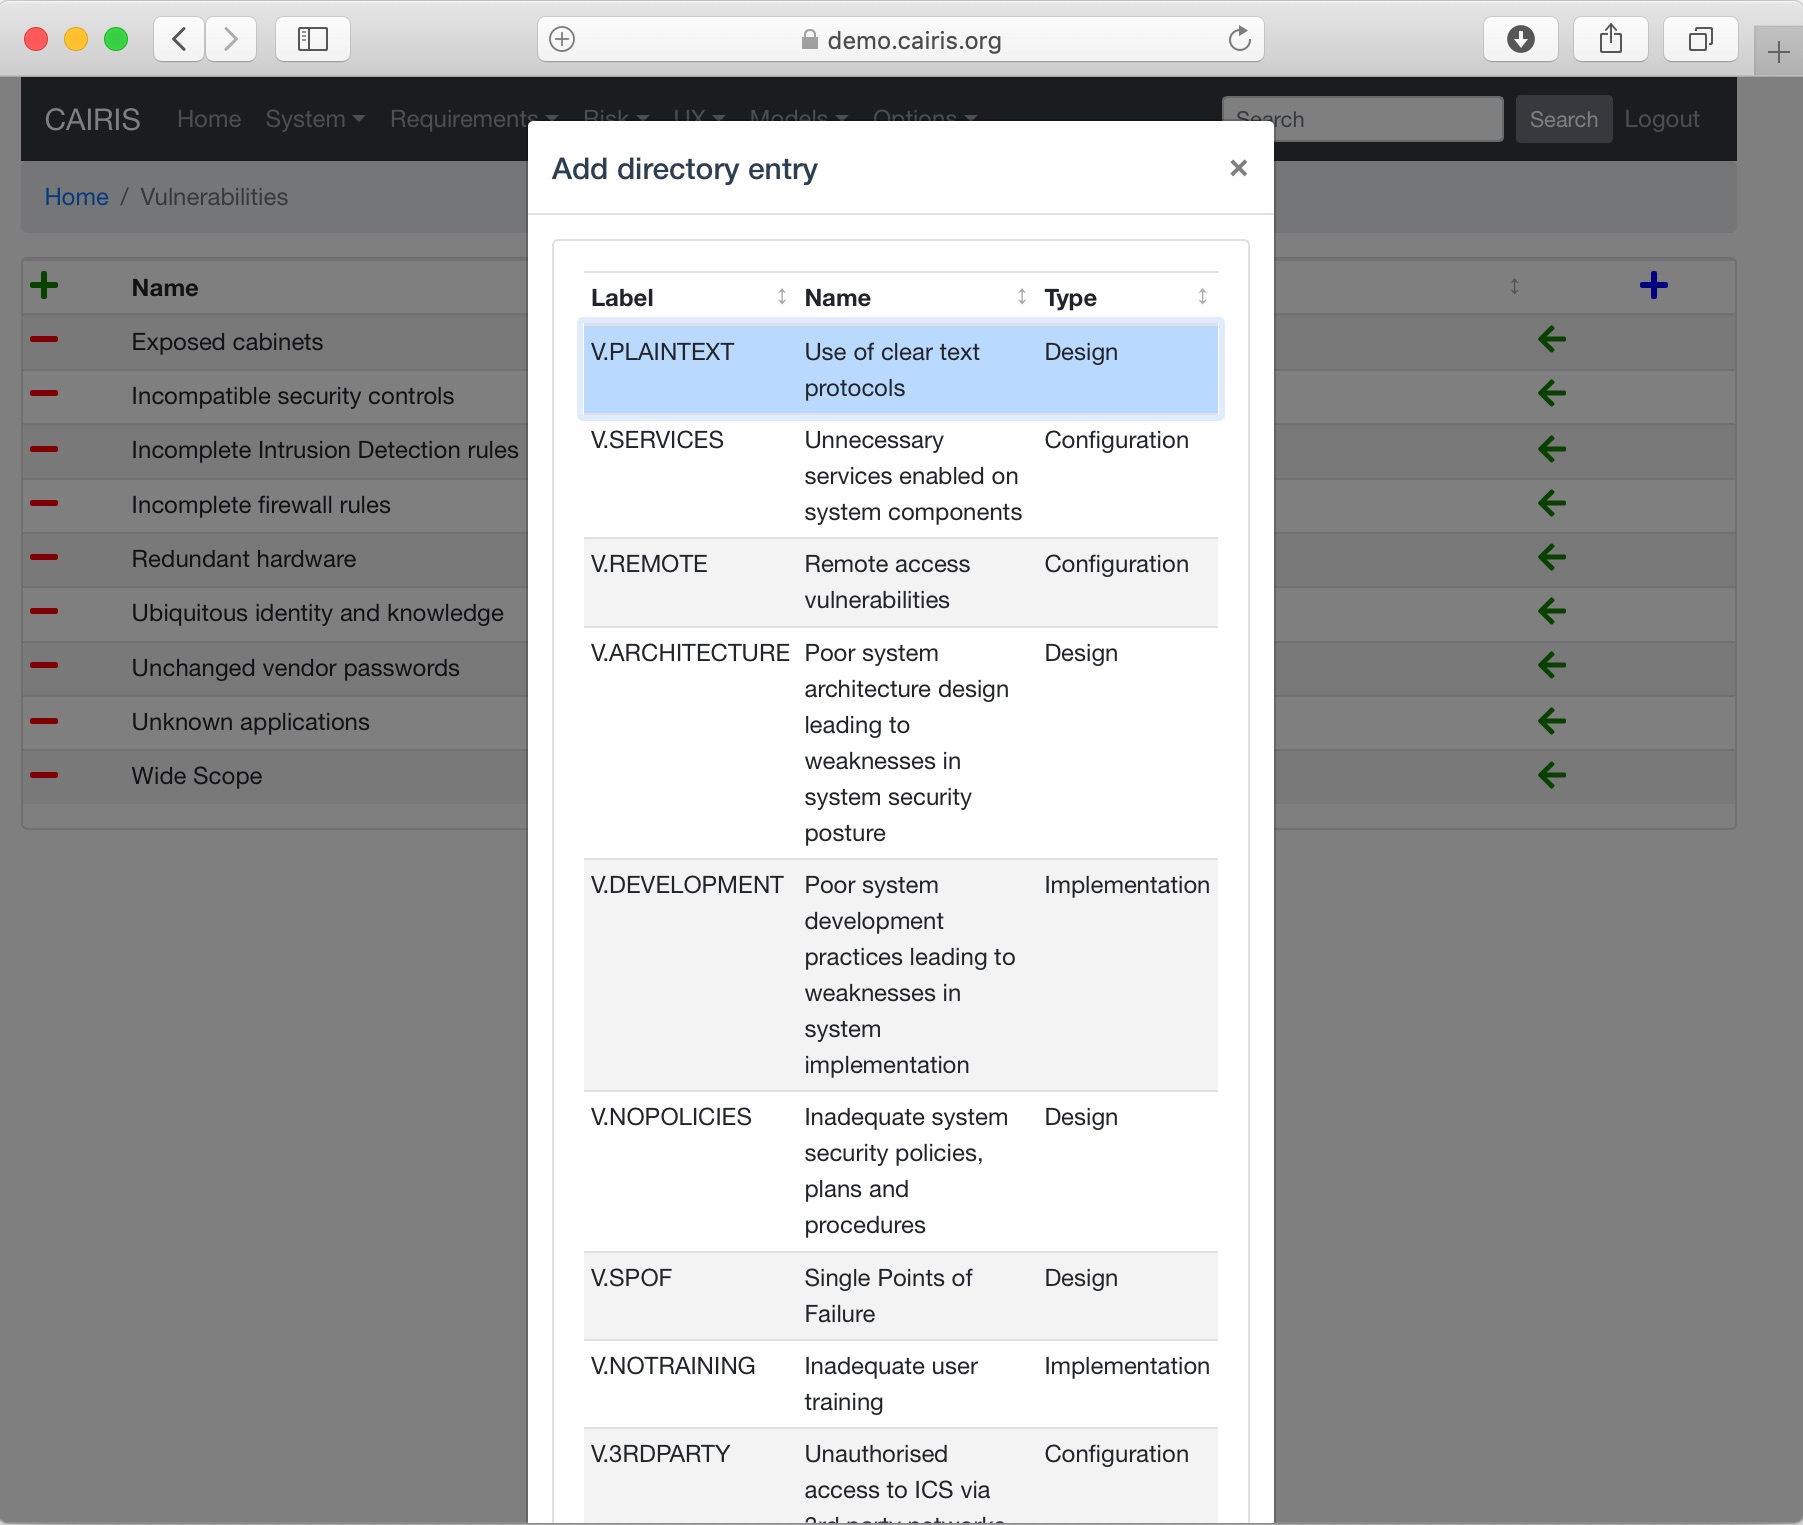 demo.cairis.org
CAIRIS Home System Requirements Risk UX Models Options Search Search Logout
Add directory entry ×
Home / Vulnerabilities
Name
Exposed cabinets
Incompatible security controls
Incomplete Intrusion Detection rules
Incomplete firewall rules
Redundant hardware
Ubiquitous identity and knowledge
Unchanged vendor passwords
Unknown applications
Wide Scope
Label Name Type
V.PLAINTEXT Use of clear text Design
protocols
V.SERVICES Unnecessary Configuration
services enabled on
system components
V.REMOTE Remote access Configuration
vulnerabilities
V.ARCHITECTURE Poor system Design
architecture design
leading to
weaknesses in
system security
posture
V.DEVELOPMENT Poor system Implementation
development
practices leading to
weaknesses in
system
implementation
V.NOPOLICIES Inadequate system Design
security policies,
plans and
procedures
V.SPOF Single Points of Design
Failure
V.NOTRAINING Inadequate user Implementation
training
V.3RDPARTY Unauthorised Configuration
access to ICS via
3rd party networks